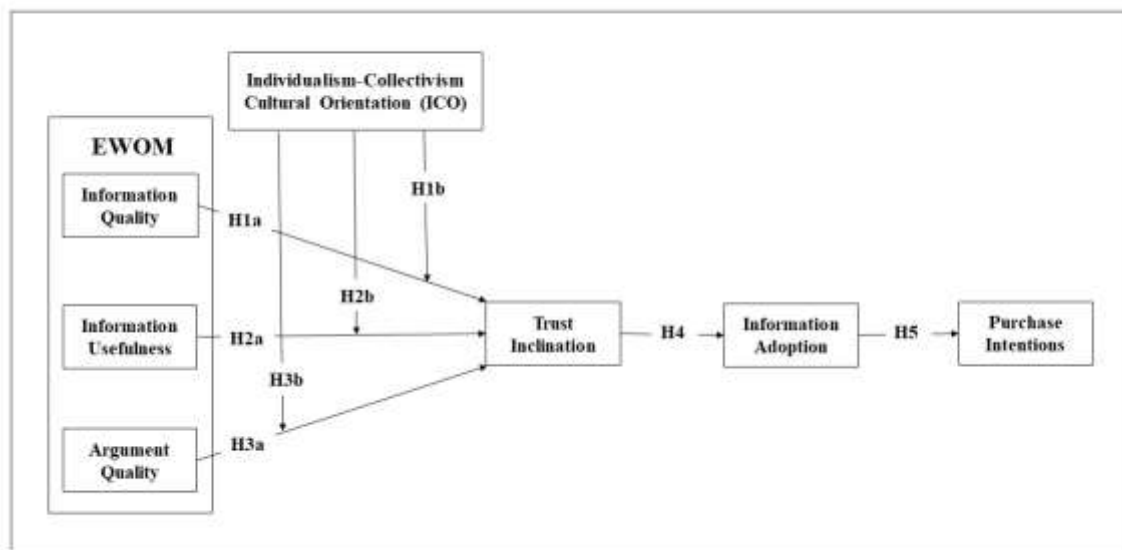 Individualism-Collectivism
Cultural Orientation (ICO)
EWOM
Information
Quality
H1a
H1b
Information
Usefulness
H2a
H2b
Trust
Inclination
H4
Information
Adoption
H5
Purchase
Intentions
H3b
Argument
Quality
H3a